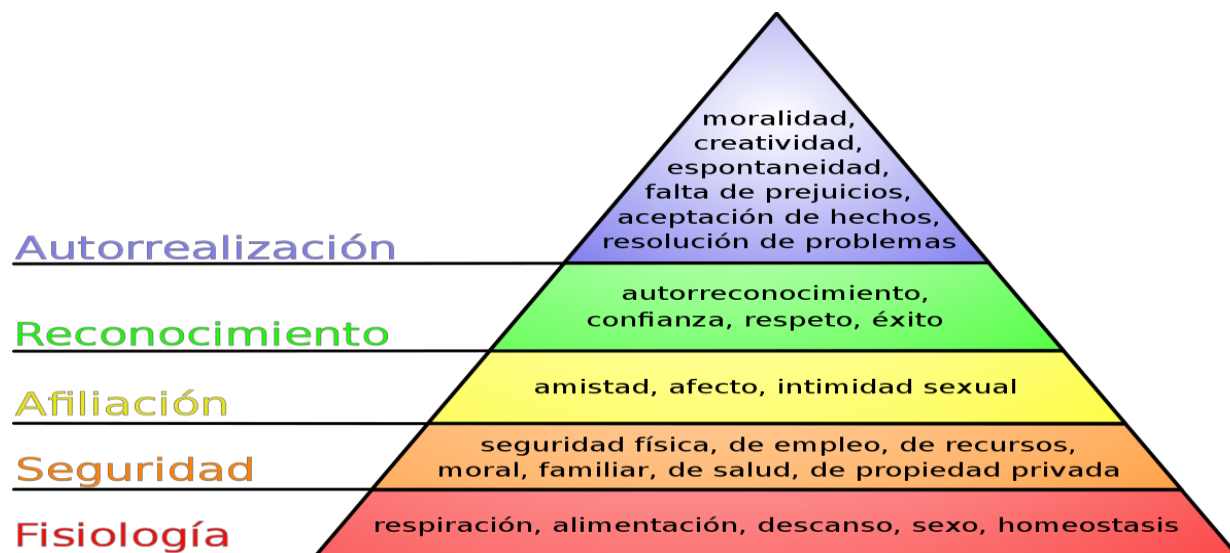 moralidad,
creatividad,
espontaneidad,
falta de prejuicios,
aceptación de hechos,
resolución de problemas
Autorrealización
autorreconocimiento,
confianza, respeto, éxito
Reconocimiento
amistad, afecto, intimidad sexual
Afiliación
seguridad física, de empleo, de recursos,
moral, familiar, de salud, de propiedad privada
Seguridad
respiración, alimentación, descanso, sexo, homeostasis
Fisiología